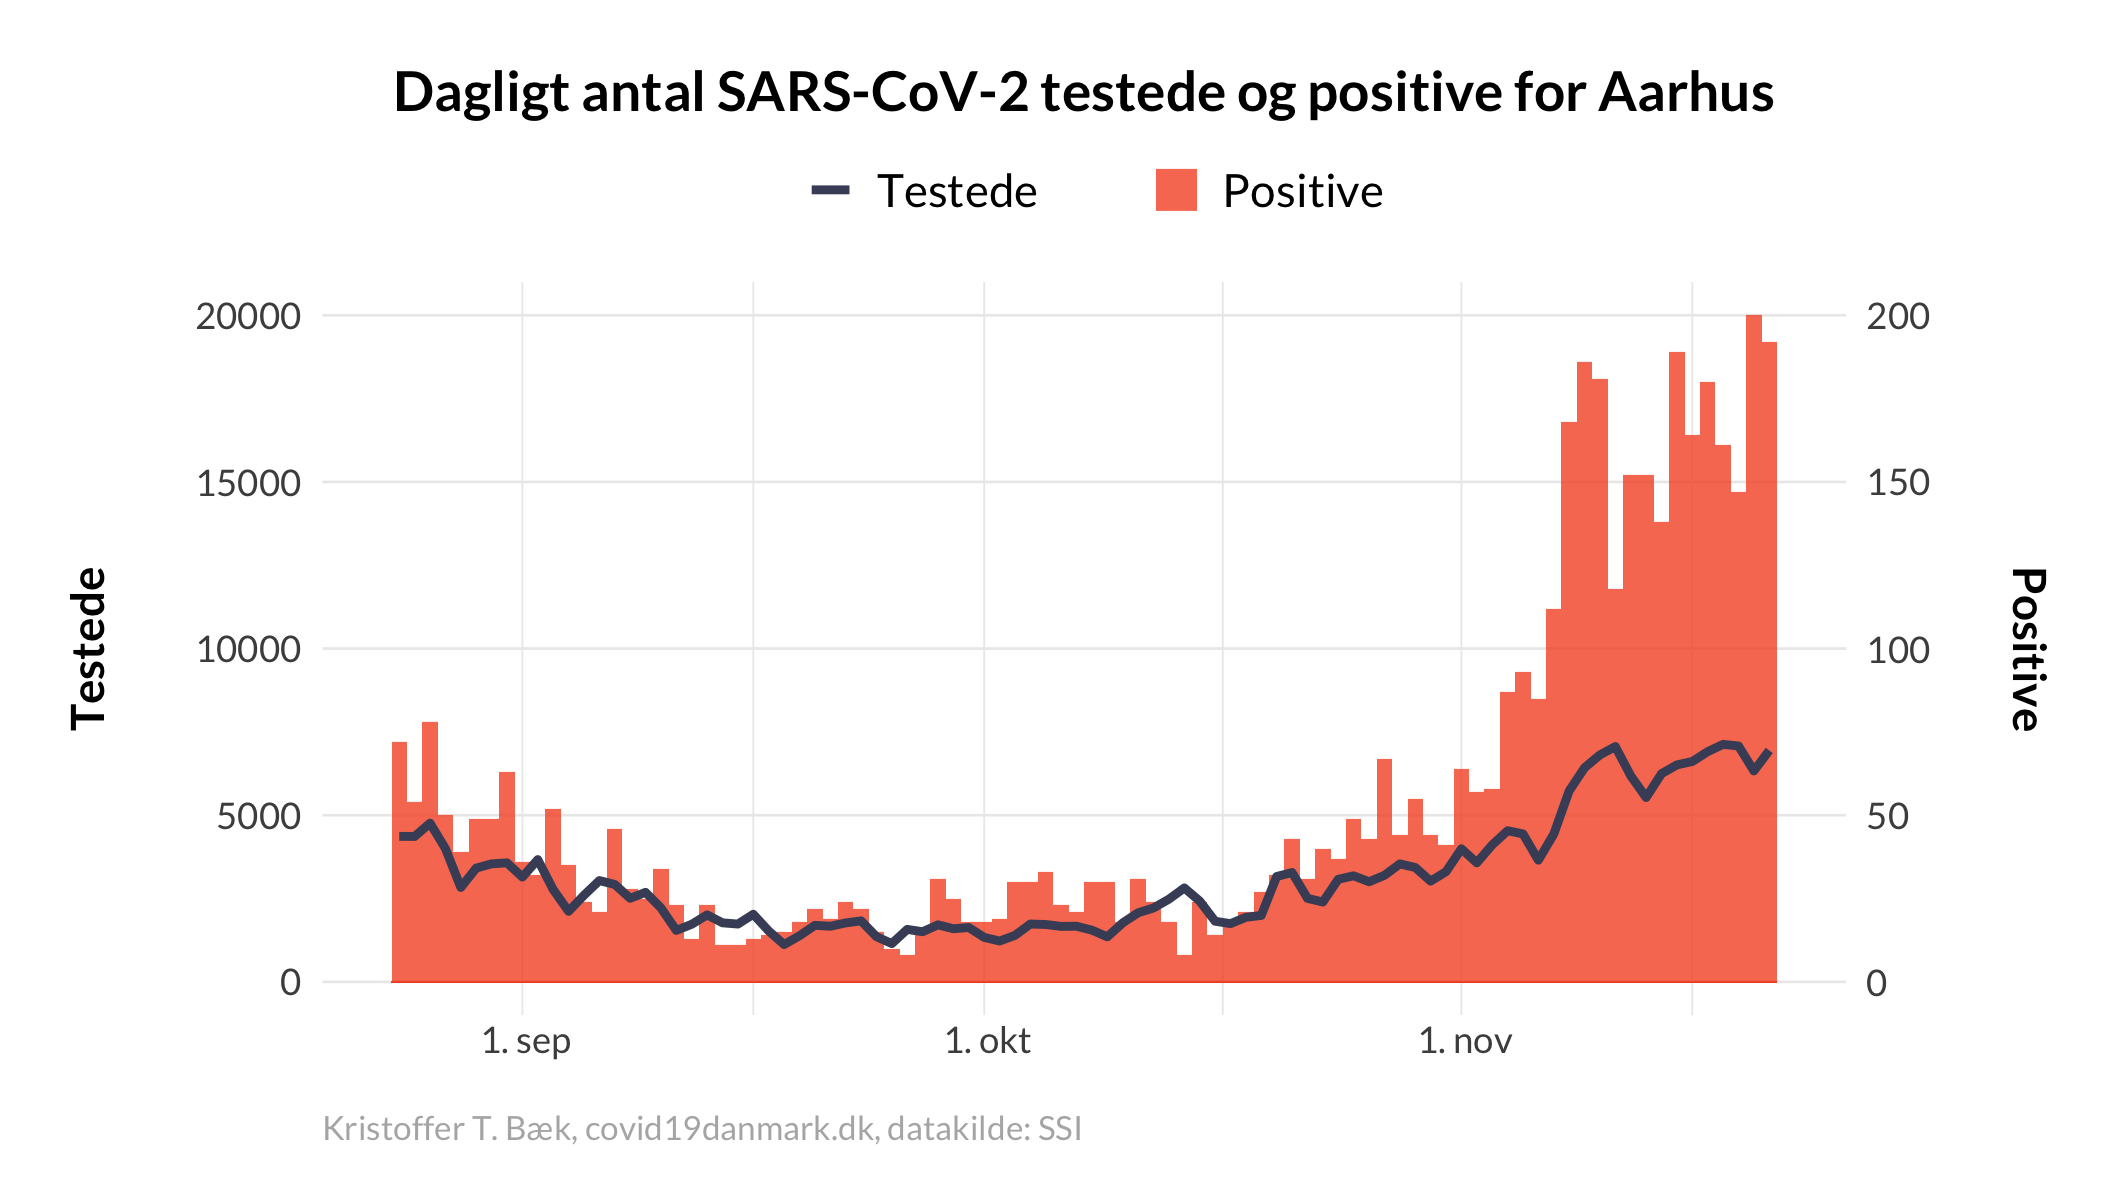 Dagligt antal SARS-CoV-2 testede og positive for Aarhus
Testede Positive
20000 200
15000 150
10000 100
5000 50
0 0
Testede
Positive
1. sep 1. okt 1. nov
Kristoffer T. Bæk, covid19danmark.dk, datakilde: SSI